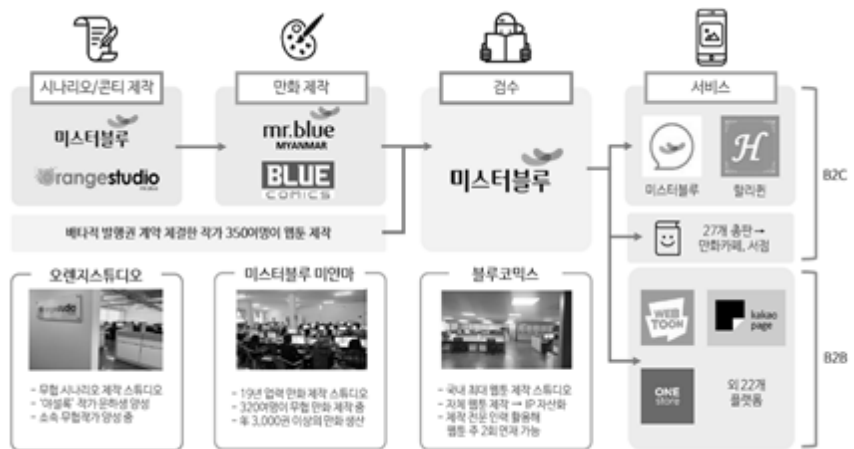 시나리오/콘티 제작
만화 제작
검수
서비스
미스터블루
orangestudio
mr.blue
MYANMAR
BLUE
COMICS
미스터블루
미스터블루
할리퀸
B2C
배타적 발행권 계약 체결한 작가 350여명이 웹툰 제작
27개 총판 →
만화카페, 서점
오렌지스튜디오
- 무협 시나리오 제작 스튜디오
- '야설록' 작가 문하생 양성
- 소속 무협작가 양성 중
미스터블루 미얀마
- 19년 업력 만화 제작 스튜디오
- 320여명이 무협 만화 제작 중
- 年 3,000권 이상의 만화 생산
블루코믹스
- 국내 최대 웹툰 제작 스튜디오
- 자체 웹툰 제작 → IP 자산화
- 제작 전문 인력 활용해
웹툰 주 2회 연재 가능
WEB
TOON
kakao
page
ONE
store
외 22개
플랫폼
B2B